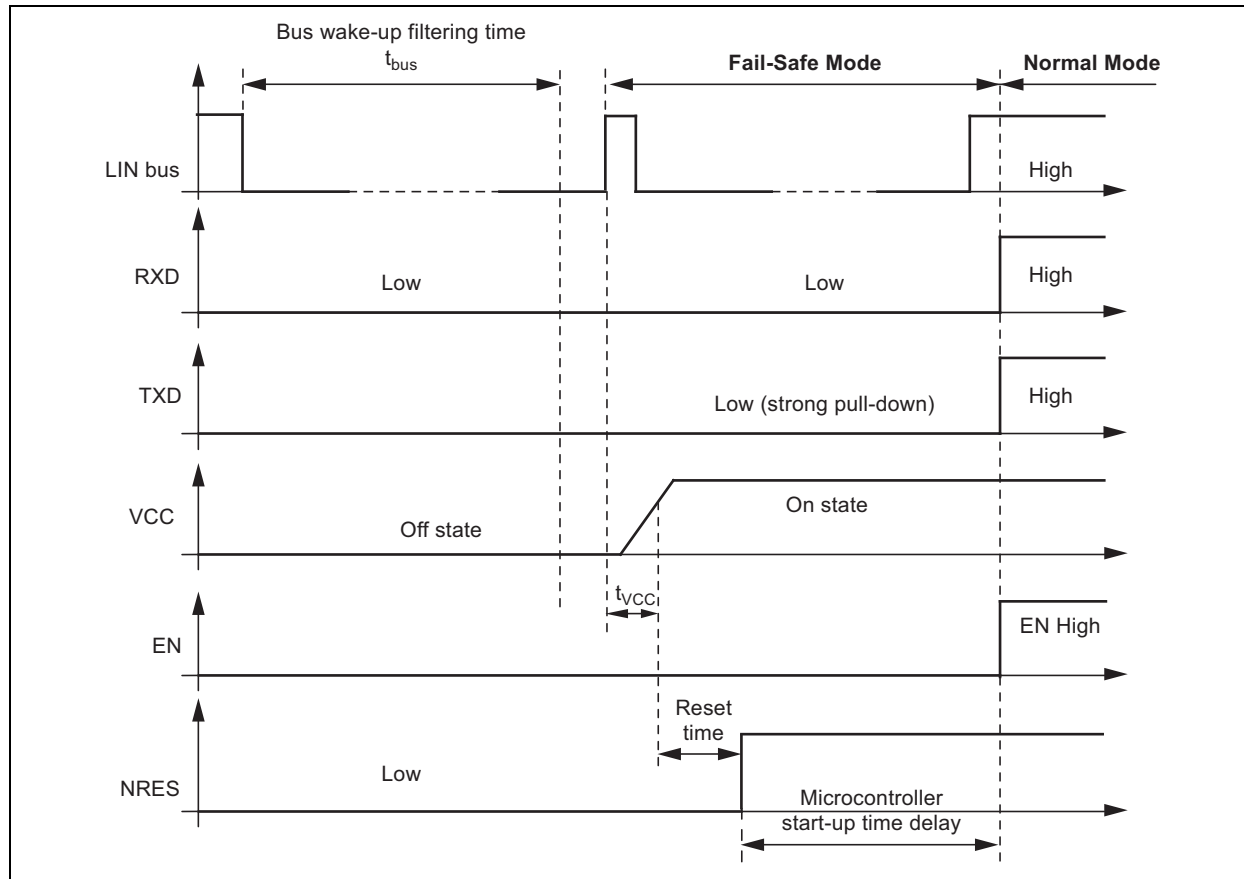 Bus wake-up filtering time
t_bus
Fail-Safe Mode
Normal Mode
LIN bus
High
RXD
Low
Low
High
TXD
Low (strong pull-down)
High
VCC
Off state
On state
t_VCC
EN
EN High
Reset
time
NRES
Low
Microcontroller
start-up time delay